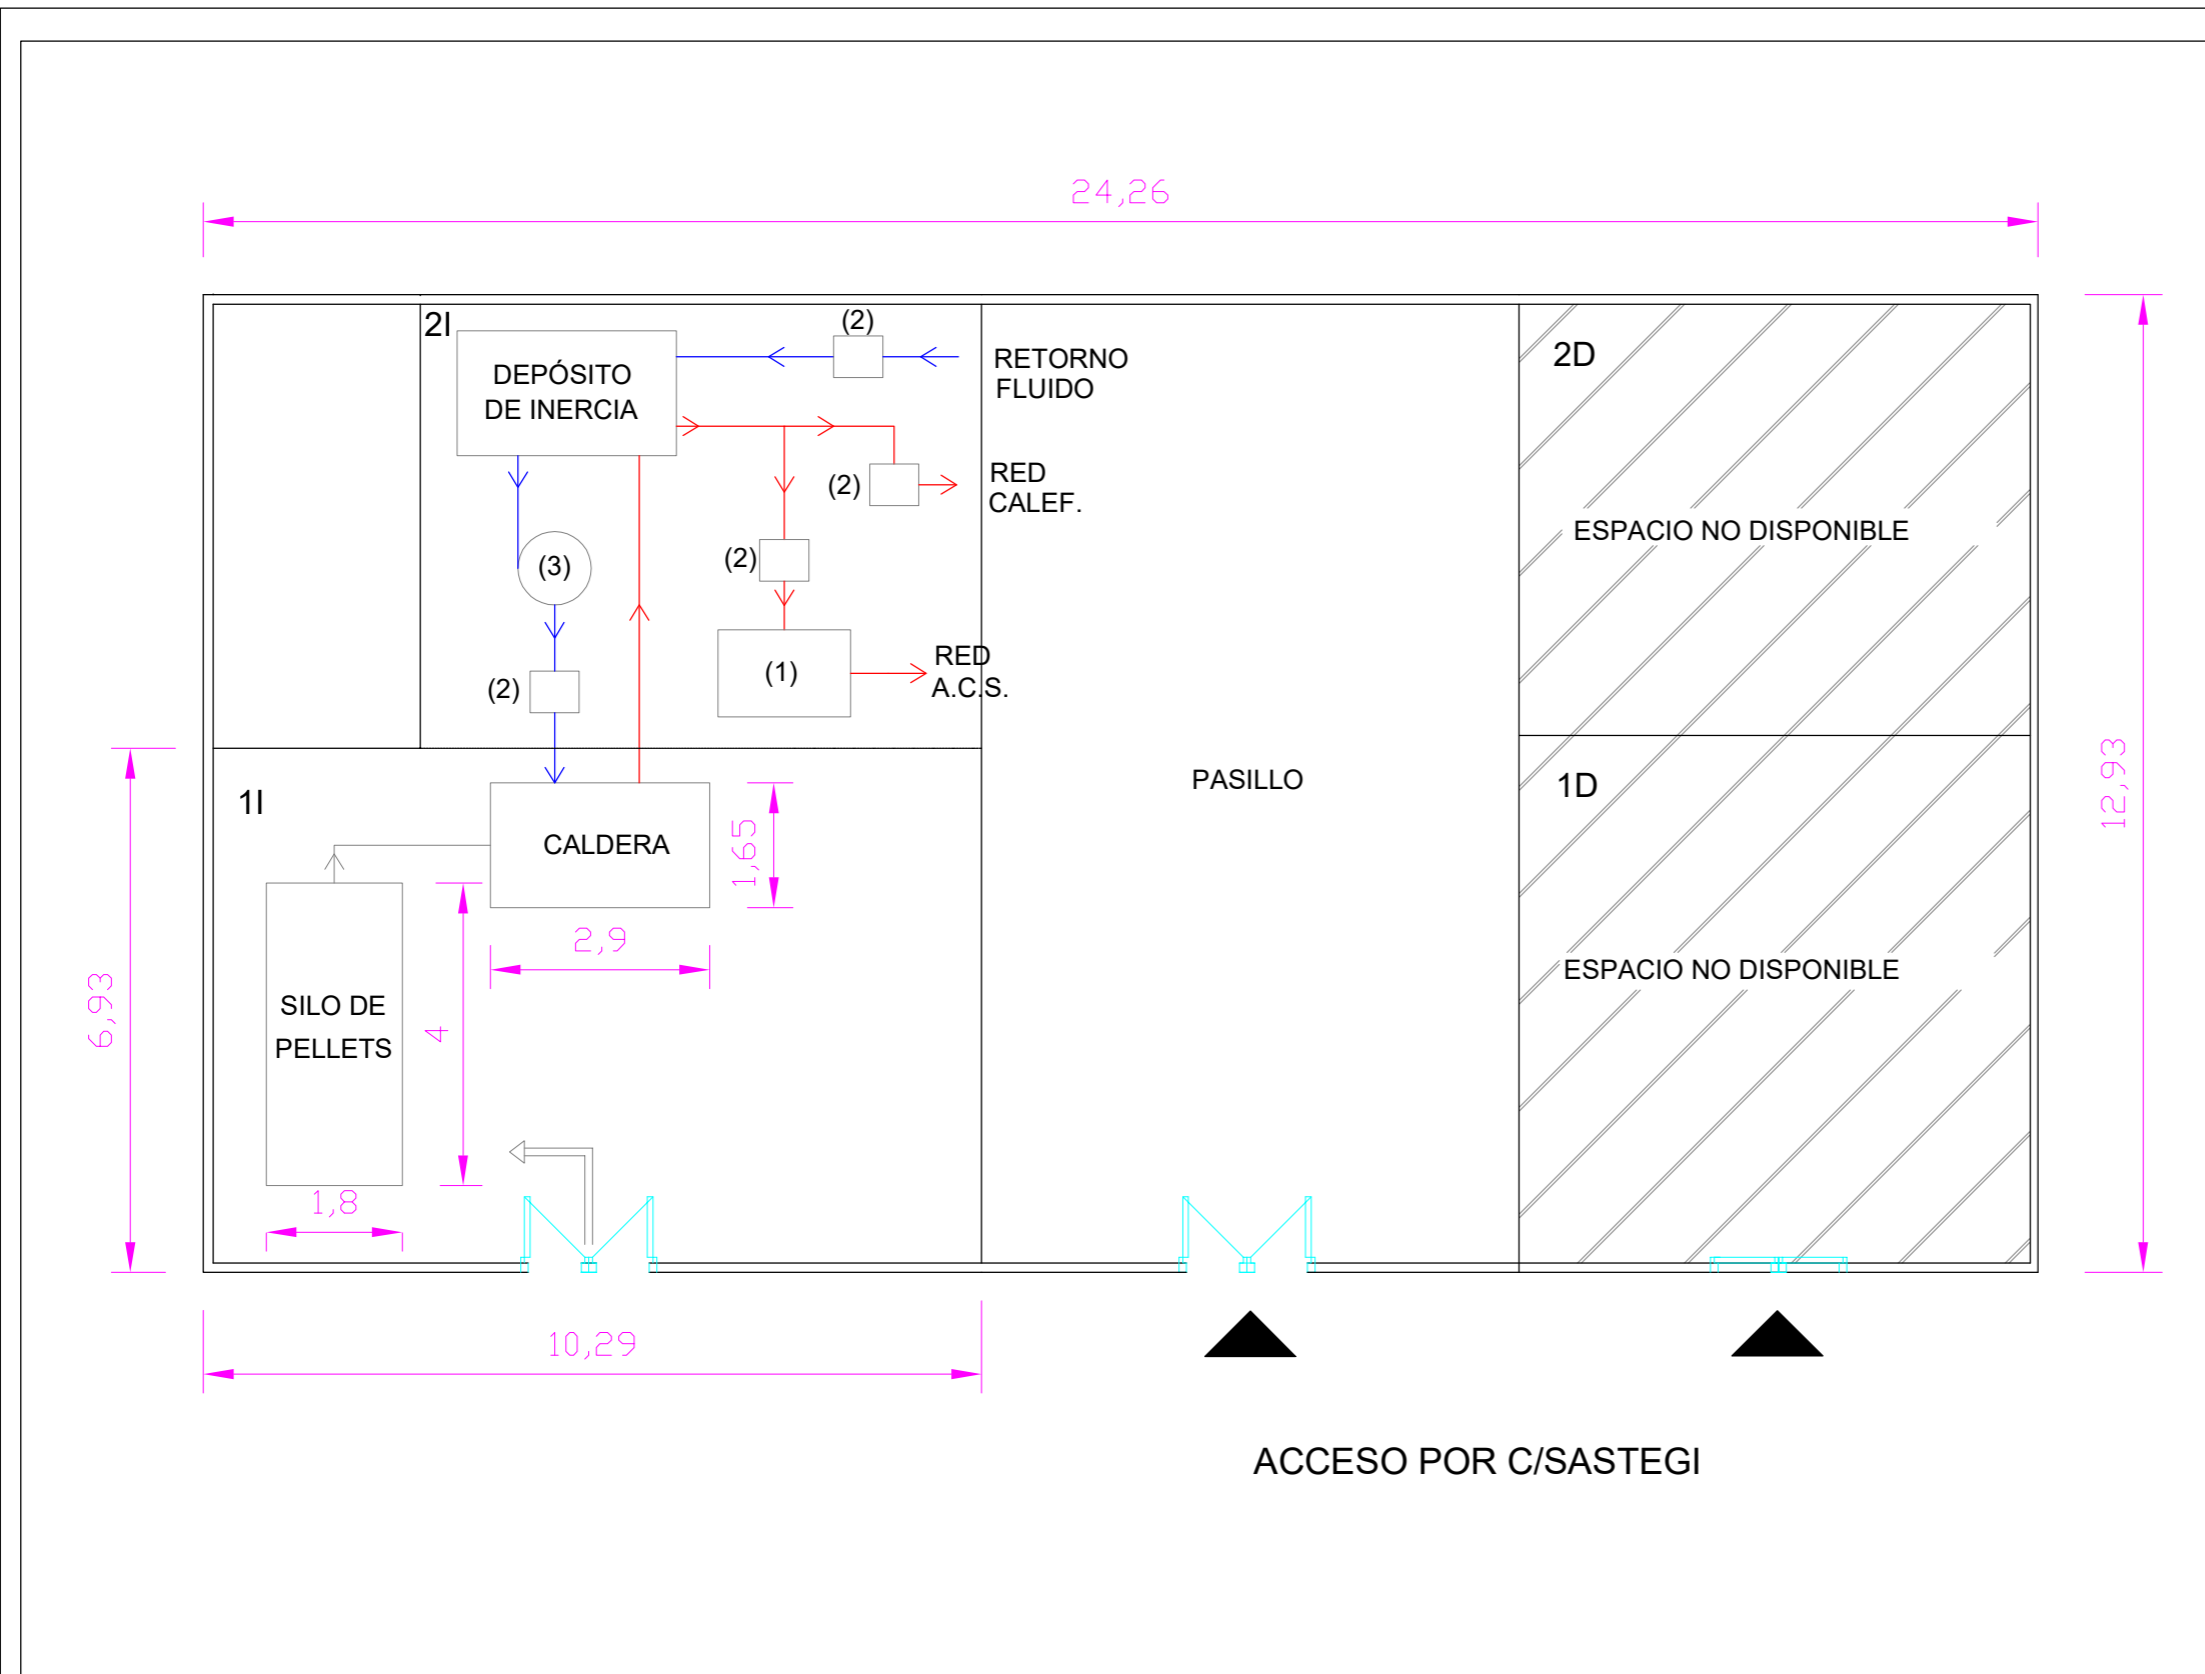 24,26
2I
(2)
DEPÓSITO
DE INERCIA
RETORNO
FLUIDO
2D
(2)
RED
CALEF.
ESPACIO NO DISPONIBLE
(3)
(2)
(2)
(1)
RED
A.C.S.
PASILLO
1I
1D
12,93
CALDERA
1,65
2,9
ESPACIO NO DISPONIBLE
6,93
SILO DE
PELLETS
4
1,8
10,29
ACCESO POR C/SASTEGI